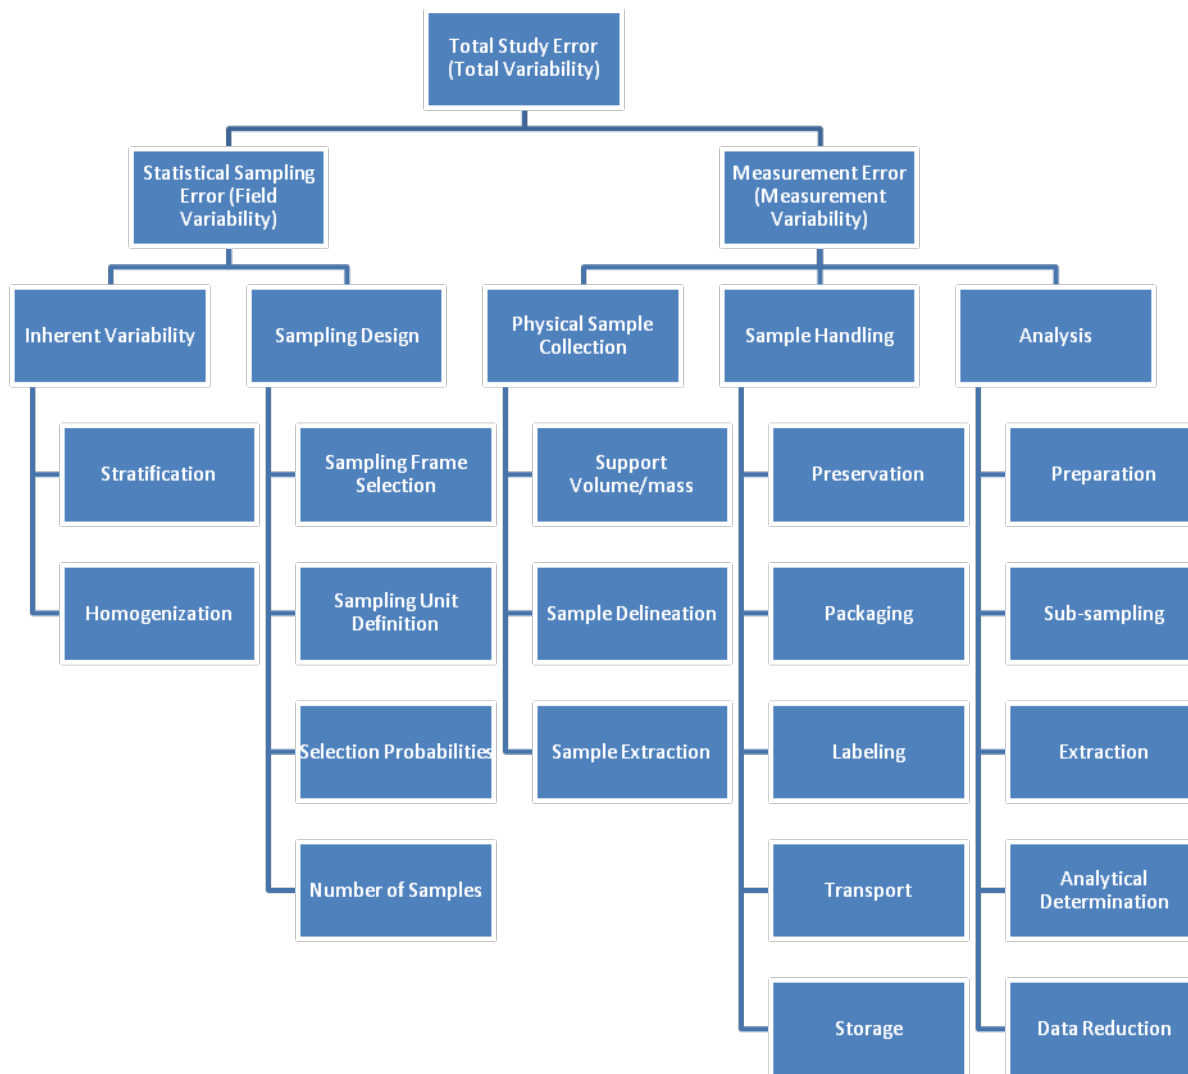 Total Study Error
(Total Variability)
Statistical Sampling
Error (Field
Variability)
Measurement Error
(Measurement
Variability)
Inherent Variability
Sampling Design
Physical Sample
Collection
Sample Handling
Analysis
Stratification
Sampling Frame
Selection
Support
Volume/mass
Preservation
Preparation
Homogenization
Sampling Unit
Definition
Sample Delineation
Packaging
Sub-sampling
Selection Probabilities
Sample Extraction
Labeling
Extraction
Number of Samples
Transport
Analytical
Determination
Storage
Data Reduction